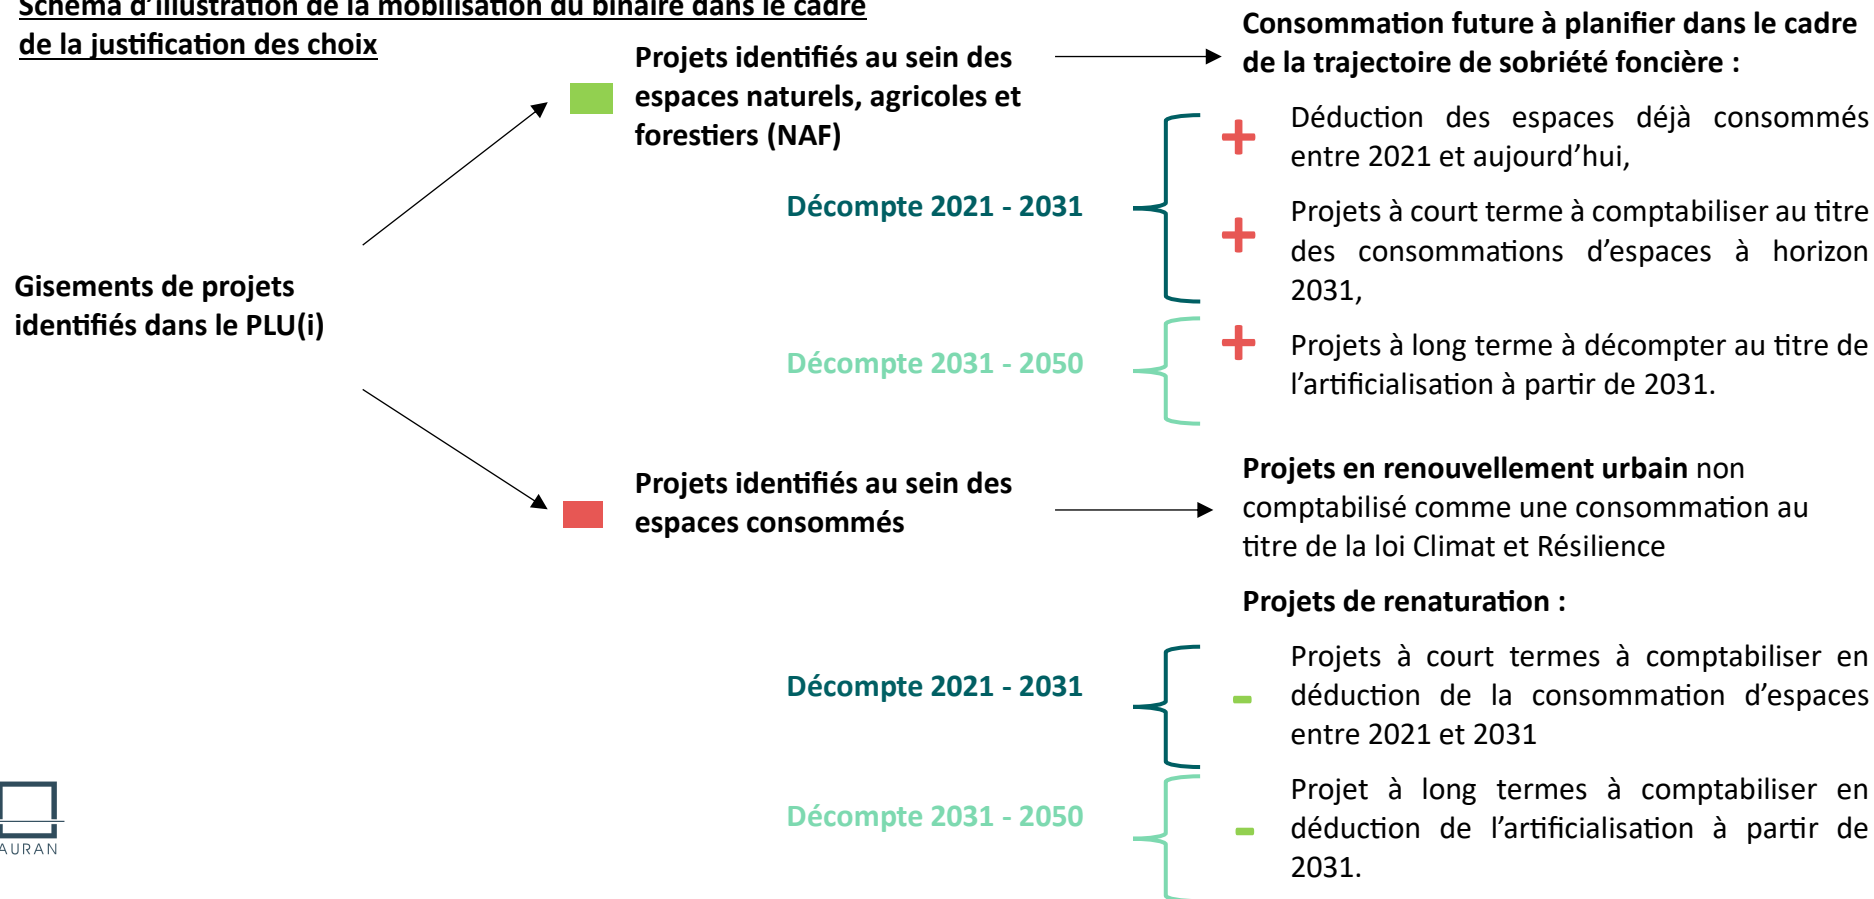 Schéma d'illustration de la mobilisation du binaire dans le cadre
de la justification des choix
Gisements de projets
identifiés dans le PLU(i)
Projets identifiés au sein des
espaces naturels, agricoles et
forestiers (NAF)
Consommation future à planifier dans le cadre
de la trajectoire de sobriété foncière :
Décompte 2021 - 2031
+ Déduction des espaces déjà consommés
entre 2021 et aujourd'hui,
+ Projets à court terme à comptabiliser au titre
des consommations d'espaces à horizon
2031,
Décompte 2031 - 2050
+ Projets à long terme à décompter au titre de
l'artificialisation à partir de 2031.
Projets identifiés au sein des
espaces consommés
Projets en renouvellement urbain non
comptabilisé comme une consommation au
titre de la loi Climat et Résilience
Projets de renaturation :
Décompte 2021 - 2031
- Projets à court termes à comptabiliser en
déduction de la consommation d'espaces
entre 2021 et 2031
Décompte 2031 - 2050
- Projet à long termes à comptabiliser en
déduction de l'artificialisation à partir de
2031.
AURAN